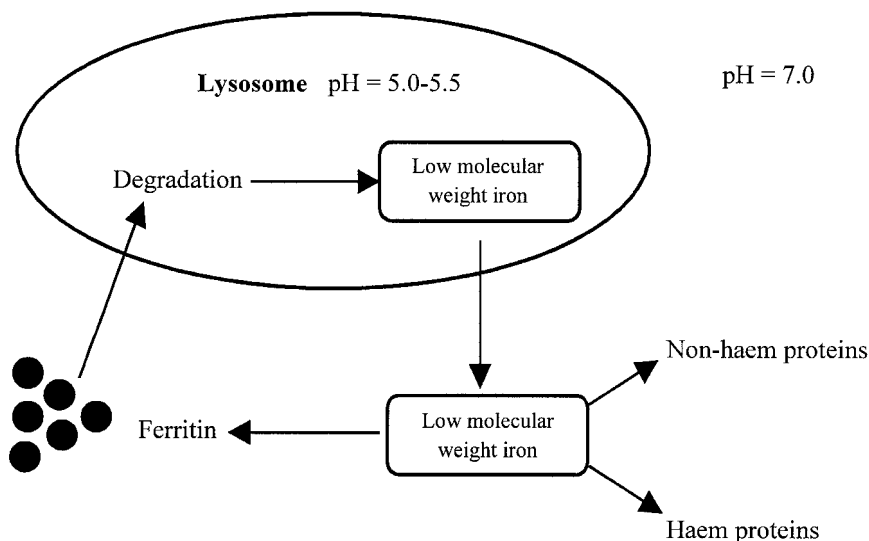 Lysosome pH = 5.0-5.5
pH = 7.0
Degradation
Low molecular
weight iron
Non-haem proteins
Ferritin
Low molecular
weight iron
Haem proteins